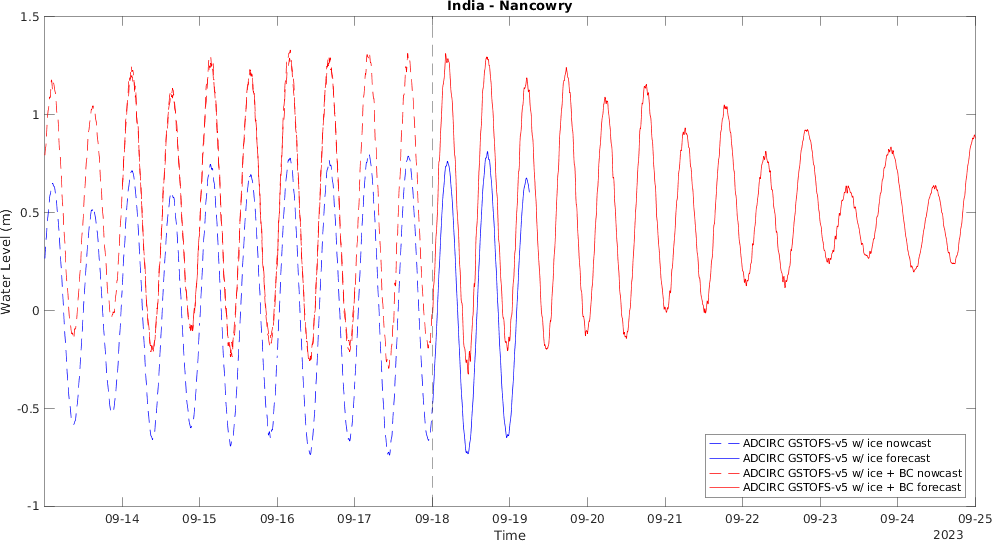 India - Nancowry
1.5
1
0.5
0
-0.5
-1
Water Level (m)
ADCIRC GSTOFS-v5 w/ ice nowcast
ADCIRC GSTOFS-v5 w/ ice forecast
ADCIRC GSTOFS-v5 w/ ice + BC nowcast
ADCIRC GSTOFS-v5 w/ ice + BC forecast
09-14 09-15 09-16 09-17 09-18 09-19 09-20 09-21 09-22 09-23 09-24 09-25
Time
2023